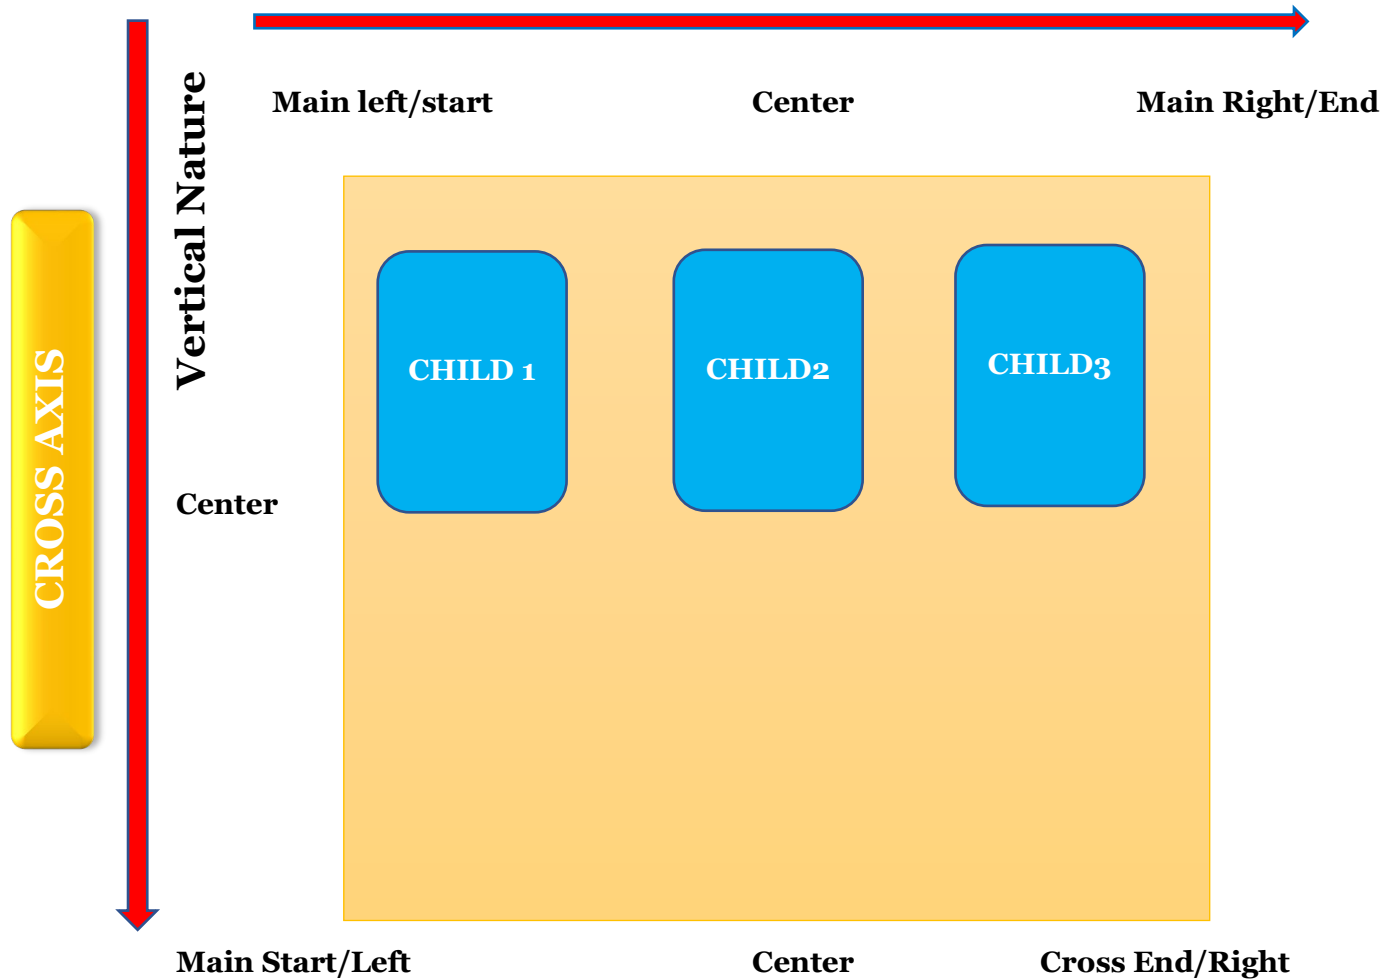 Main left/start
Center
Main Right/End
Vertical Nature
CROSS AXIS
CHILD 1
CHILD2
CHILD3
Center
Main Start/Left
Center
Cross End/Right